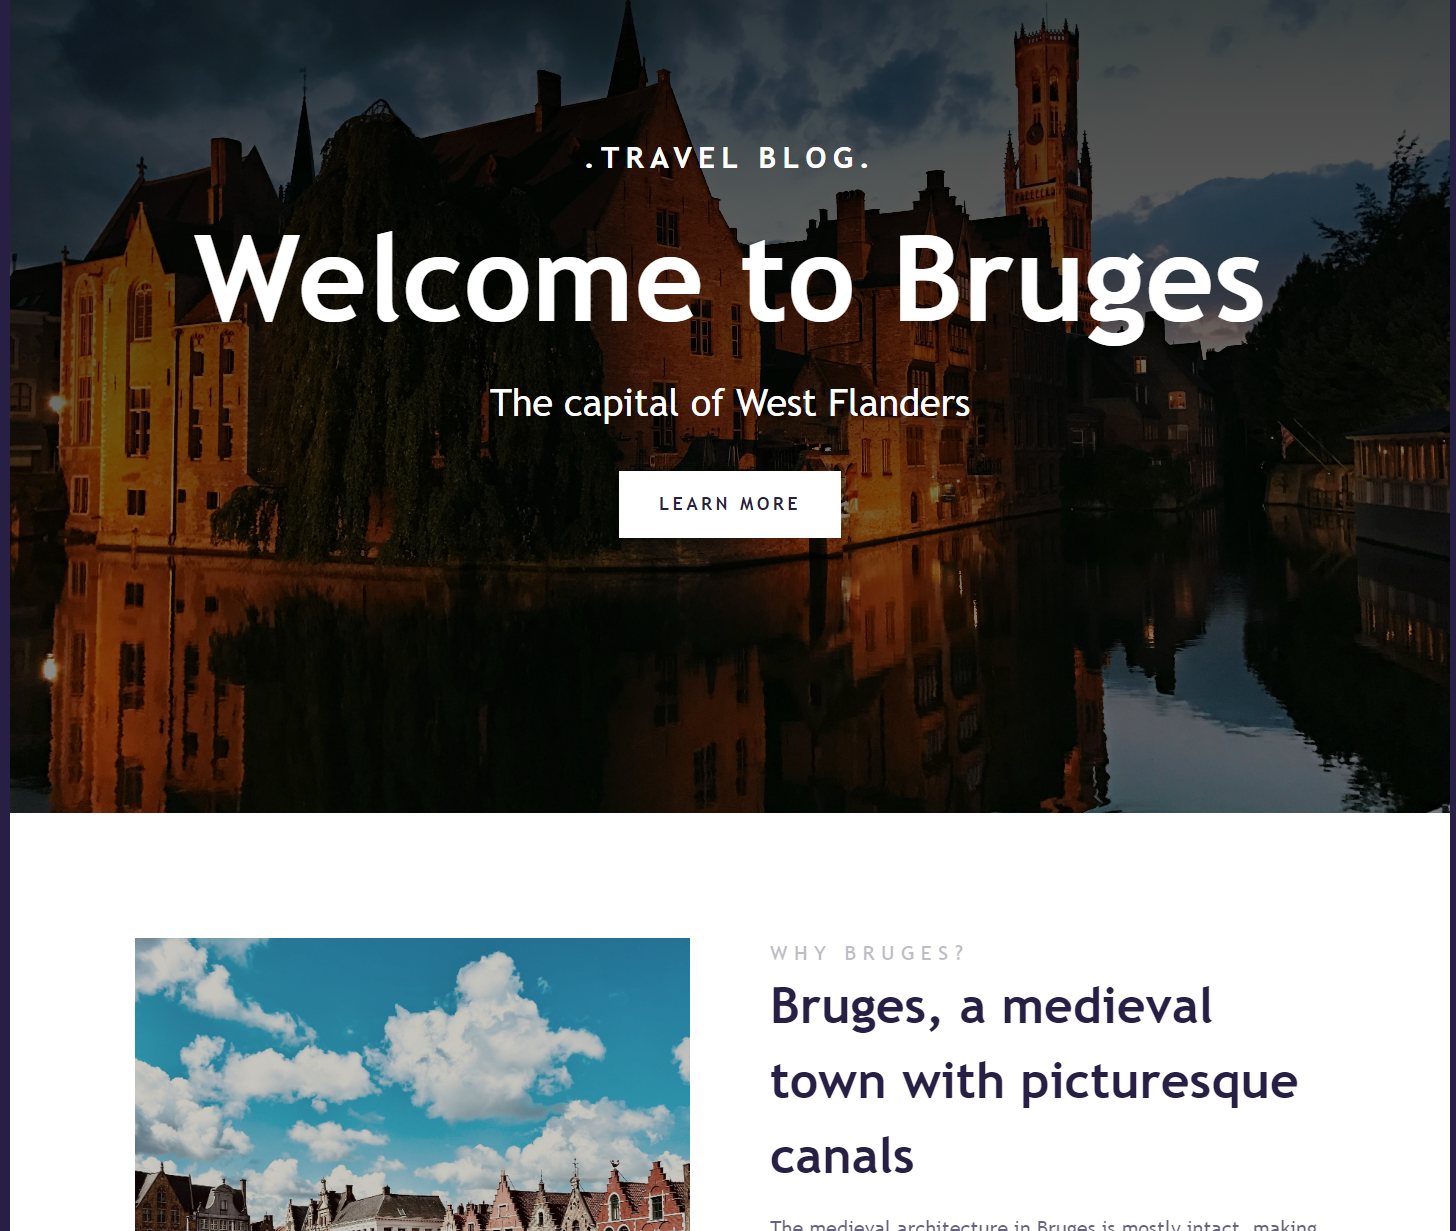 .TRAVEL BLOG.
Welcome to Bruges
The capital of West Flanders
LEARN MORE
WHY BRUGES?
Bruges, a medieval
town with picturesque
canals
The medieval architecture in Bruges is mostly intact, making